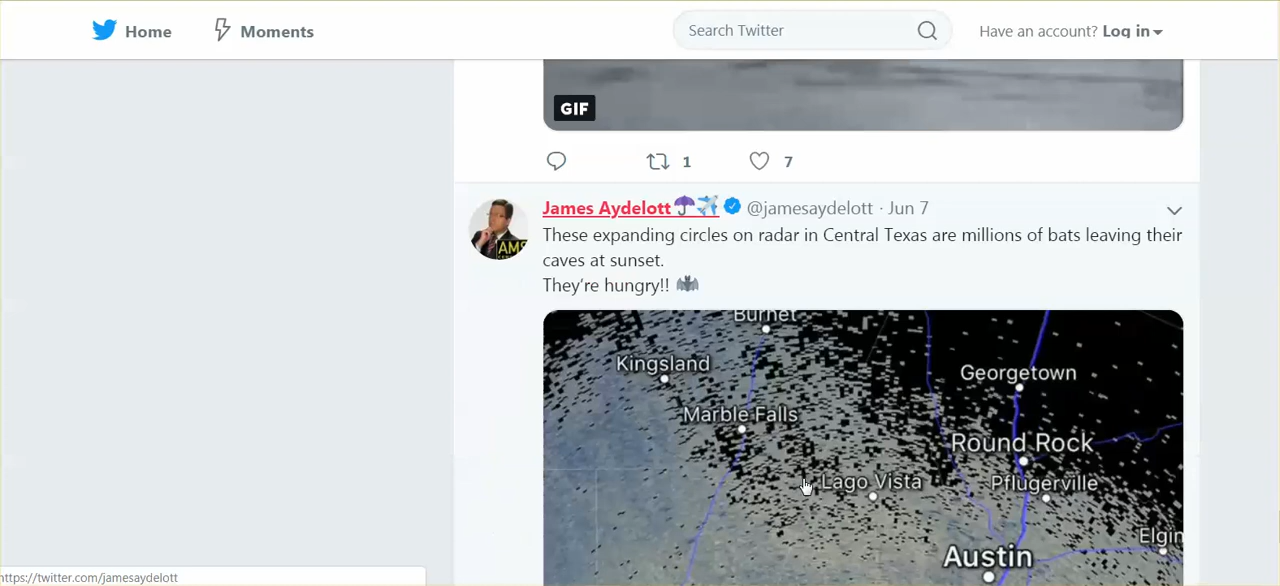 Home
Moments
Search Twitter
Have an account? Log in
GIF
1
7
James Aydelott @jamesaydelott · Jun 7
AMS
These expanding circles on radar in Central Texas are millions of bats leaving their
caves at sunset.
They’re hungry!!
Burnet
Kingsland
Georgetown
Marble Falls
Round Rock
Lago Vista
Pflugerville
Elgin
Austin
https://twitter.com/jamesaydelott